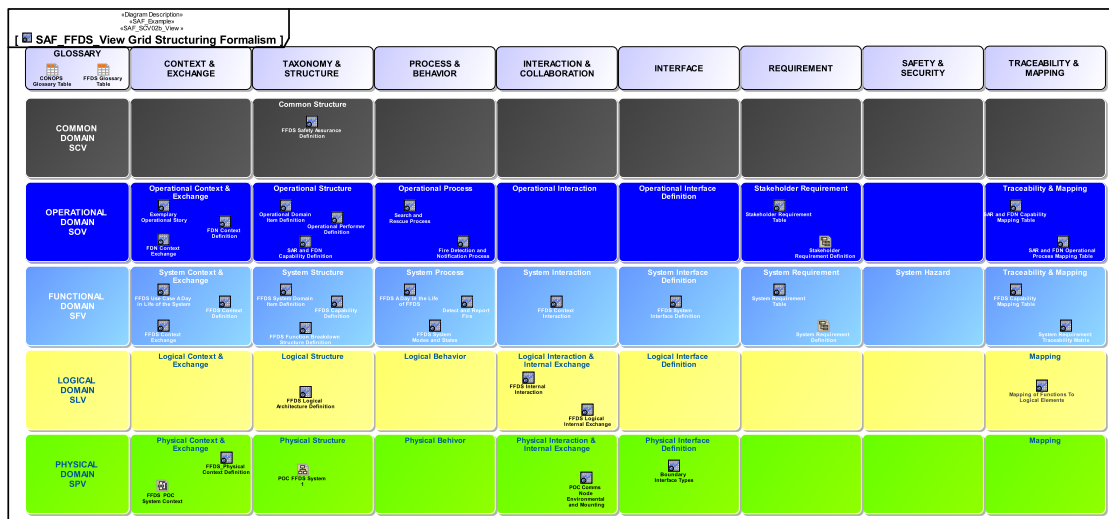 «Diagram Description»
«SAF_Example»
«SAF_SCV02b_View »
[ SAF_FFDS_View Grid Structuring Formalism ]
GLOSSARY
CONOPS
Glossary Table
FFDS Glossary
Table
CONTEXT &
EXCHANGE
TAXONOMY &
STRUCTURE
PROCESS &
BEHAVIOR
INTERACTION &
COLLABORATION
INTERFACE
REQUIREMENT
SAFETY &
SECURITY
TRACEABILITY &
MAPPING
COMMON
DOMAIN
SCV
Common Structure
FFDS Safety Assurance
Definition
OPERATIONAL
DOMAIN
SOV
Operational Context &
Exchange
Exemplary
Operational Story
FDN Context
Definition
FDN Context
Exchange
Operational Structure
Operational Domain
Item Definition
Operational Performer
Definition
SAR and FDN
Capability Definition
Operational Process
Search and
Rescue Process
Fire Detection and
Notification Process
Operational Interaction
Operational Interface
Definition
Stakeholder Requirement
Stakeholder Requirement
Table
Stakeholder
Requirement Definition
Traceability & Mapping
SAR and FDN Capability
Mapping Table
SAR and FDN Operational
Process Mapping Table
FUNCTIONAL
DOMAIN
SFV
System Context &
Exchange
FFDS Use Case A Day
in Life of the System
FFDS Context
Definition
FFDS Context
Exchange
System Structure
FFDS System Domain
Item Definition
FFDS Capability
Definition
FFDS Function Breakdown
Structure Definition
System Process
FFDS A Day in the Life
of FFDS
Detect and Report
Fire
FFDS System
Modes and States
System Interaction
FFDS Context
Interaction
System Interface
Definition
FFDS System
Interface Definition
System Requirement
System Requirement
Table
System Requirement
Definition
System Hazard
Traceability & Mapping
FFDS Capability
Mapping Table
System Requirement
Traceability Matrix
LOGICAL
DOMAIN
SLV
Logical Context &
Exchange
Logical Structure
FFDS Logical
Architecture Definition
Logical Behavior
Logical Interaction &
Internal Exchange
FFDS Internal
Interaction
FFDS Logical
Internal Exchange
Logical Interface
Definition
Mapping
Mapping of Functions To
Logical Elements
PHYSICAL
DOMAIN
SPV
Physical Context &
Exchange
FFDS_Physical
Context Definition
FFDS POC
System Context
Physical Structure
POC FFDS System
1
Physical Behivor
Physical Interaction &
Internal Exchange
POC Comms
Node
Environmental
and Mounting
Physical Interface
Definition
Boundary
Interface Types
Mapping